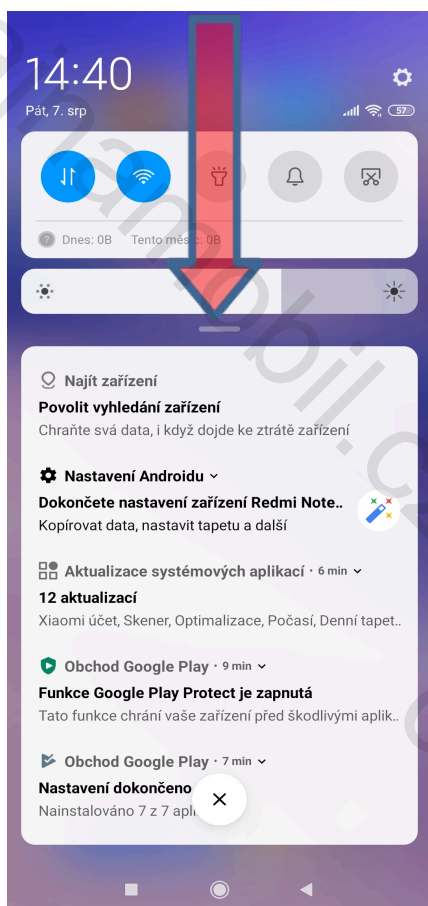 14:40
Pát, 7. srp
57
? Dnes: 0B Tento měsíc: 0B
Najít zařízení
Povolit vyhledání zařízení
Chraňte svá data, i když dojde ke ztrátě zařízení
Nastavení Androidu
Dokončete nastavení zařízení Redmi Note..
Kopírovat data, nastavit tapetu a další
Aktualizace systémových aplikací · 6 min
12 aktualizací
Xiaomi účet, Skener, Optimalizace, Počasí, Denní tapet..
Obchod Google Play · 9 min
Funkce Google Play Protect je zapnutá
Tato funkce chrání vaše zařízení před škodlivými aplik..
Obchod Google Play · 7 min
Nastavení dokončeno
Nainstalováno 7 z 7